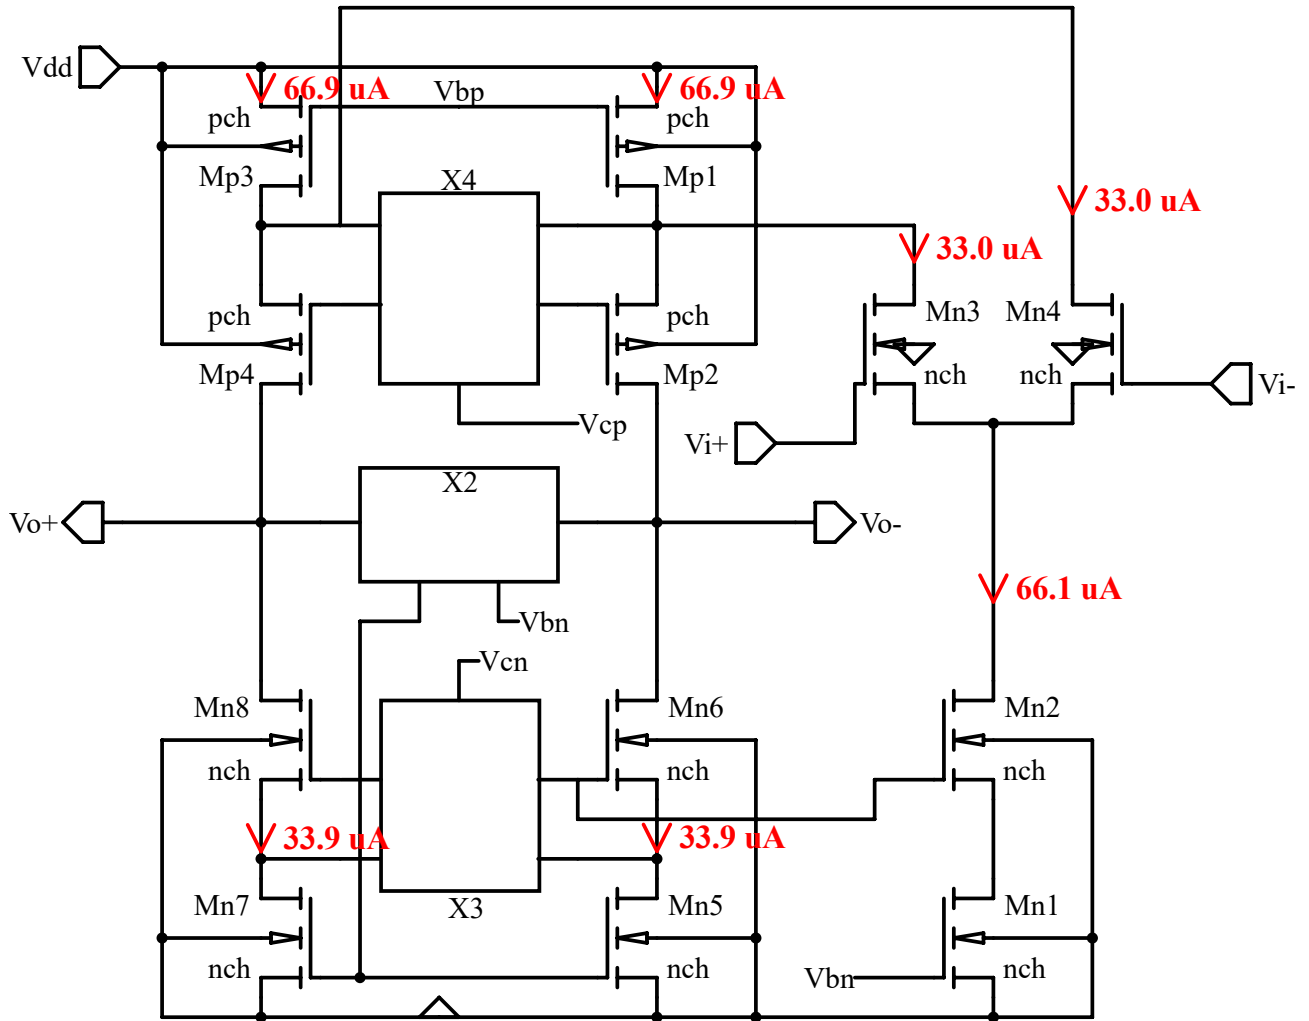 Vdd
66.9 uA
Vbp
66.9 uA
pch
pch
Mp3
X4
Mp1
33.0 uA
33.0 uA
pch
pch
Mn3
Mn4
Mp4
Mp2
nch
nch
Vi-
Vcp
Vi+
X2
Vo+
Vo-
66.1 uA
Vbn
Vcn
Mn8
Mn6
Mn2
nch
nch
nch
33.9 uA
33.9 uA
Mn7
X3
Mn5
Mn1
nch
nch
Vbn
nch